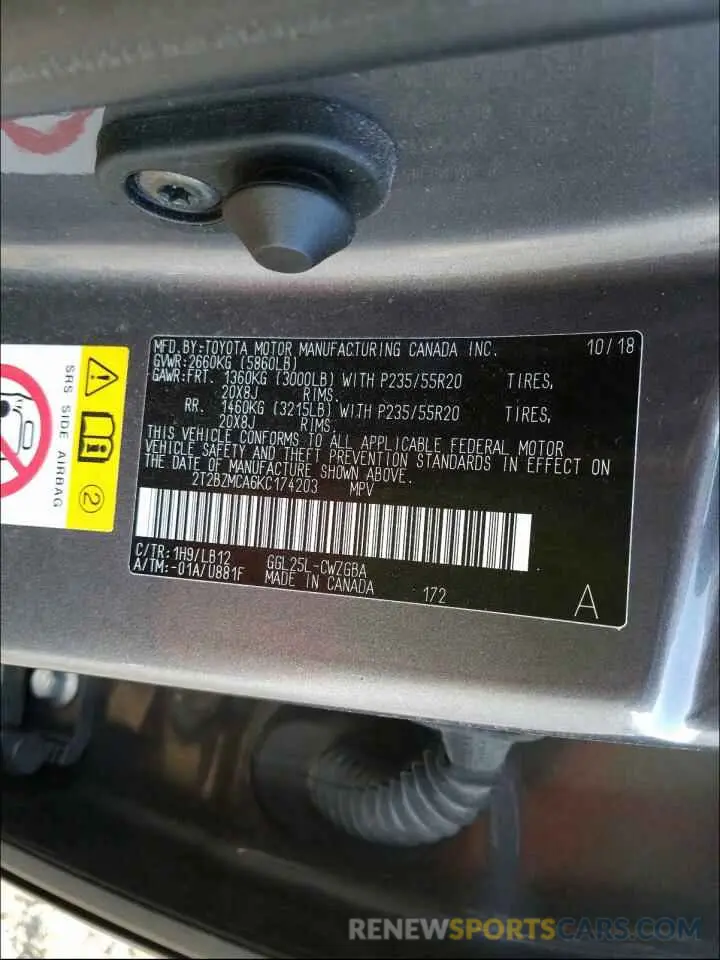 MFD. BY:-TOYOTA MOTOR MANUFACTURING CANADA INC. 10/18
GVWR:2660KG (5860LB)
GAWR:FRT. 1360KG (3000LB) WITH P235/55R20 TIRES,
20X8J RIMS.
RR. 1460KG (3215LB) WITH P235/55R20 TIRES,
20X8J RIMS.
THIS VEHICLE CONFORMS TO ALL APPLICABLE FEDERAL MOTOR
VEHICLE SAFETY AND THEFT PREVENTION STANDARDS IN EFFECT ON
THE DATE OF MANUFACTURE SHOWN ABOVE.
2T2BZMCA6KC174203 MPV
C/TR:1H9/LB12 GGL25L-CWZGBA
A/TM:-01A/U881F MADE IN CANADA 172 A
SRS SIDE AIRBAG
2
RENEWSPORTSCARS.COM